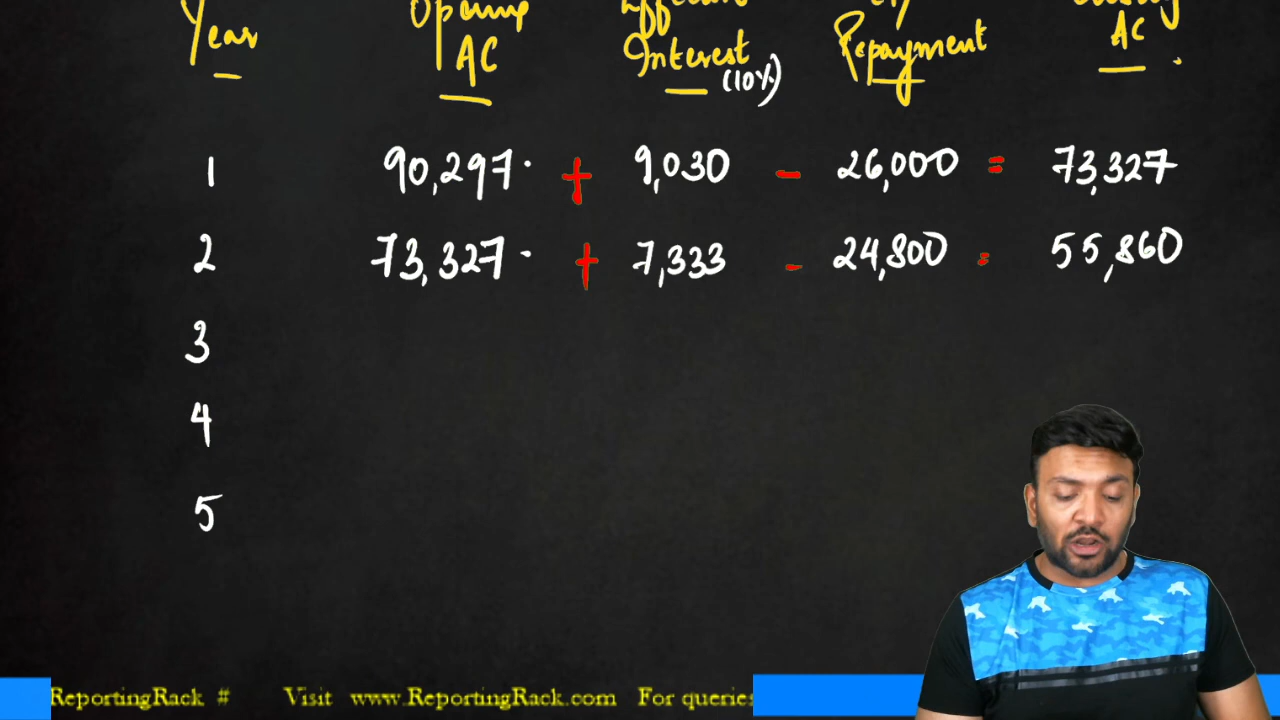 Year Opening AC Interest (10%) Repayment AC
1 90,297 + 9,030 - 26,000 = 73,327
2 73,327 + 7,333 - 24,800 = 55,860
3
4
5
ReportingRack # Visit www.ReportingRack.com For queries